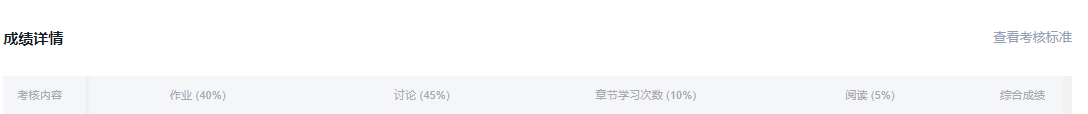 成绩详情
查看考核标准
考核内容 作业 (40%) 讨论 (45%) 章节学习次数 (10%) 阅读 (5%) 综合成绩